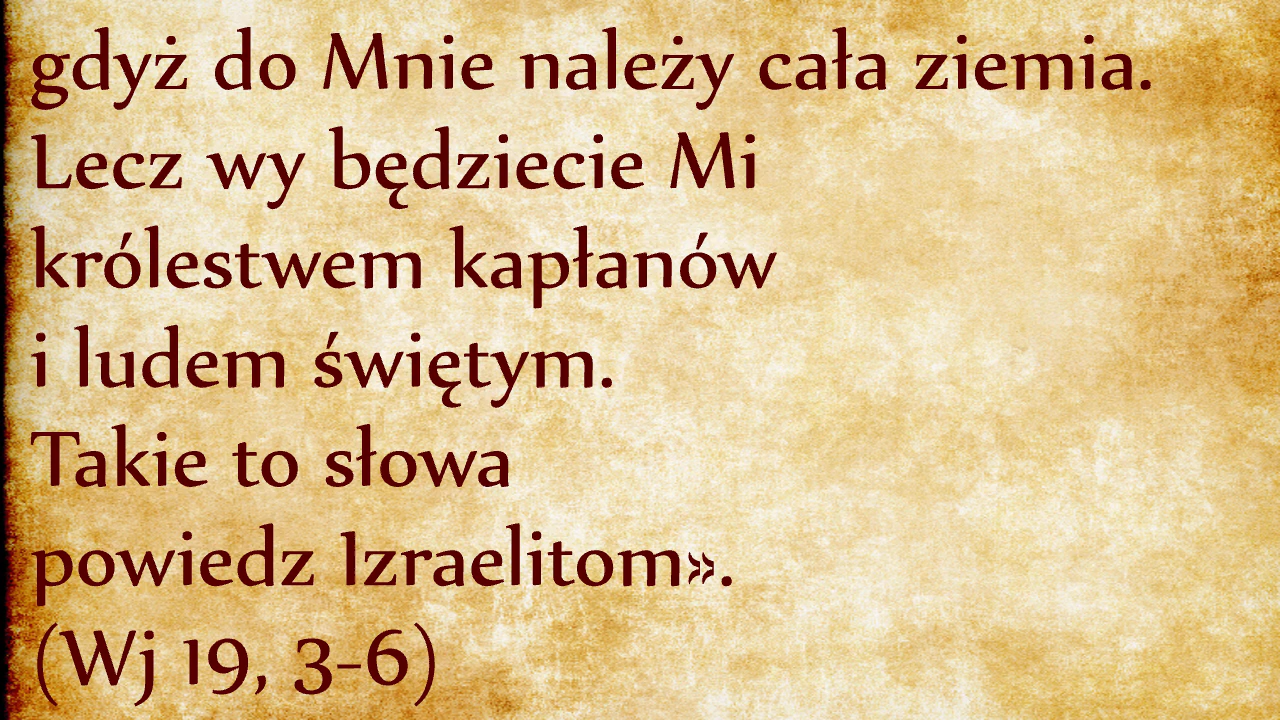 gdyż do Mnie należy cała ziemia.
Lecz wy będziecie Mi
królestwem kapłanów
i ludem świętym.
Takie to słowa
powiedz Izraelitom».
(Wj 19, 3-6)